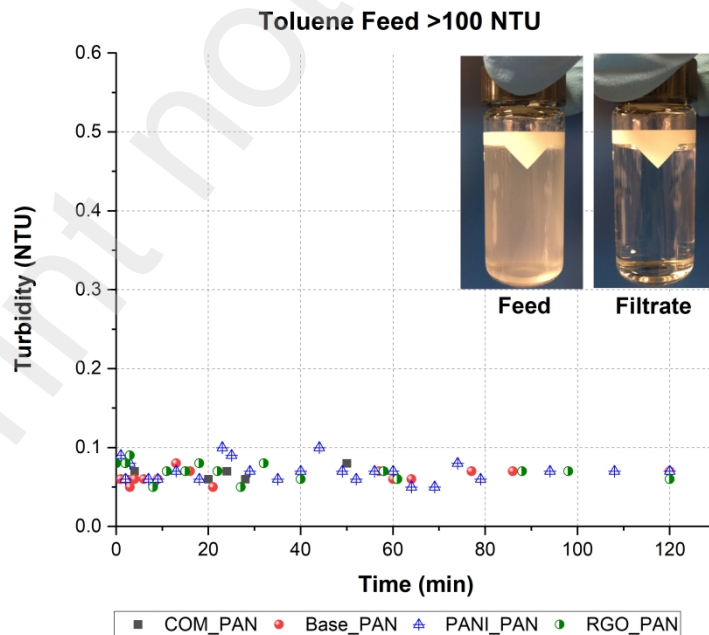 Toluene Feed >100 NTU
0.6
0.5
0.4
0.3
0.2
0.1
0.0
Turbidity (NTU)
Feed
Filtrate
0
20
40
60
80
100
120
Time (min)
COM_PAN
Base_PAN
PANI_PAN
RGO_PAN